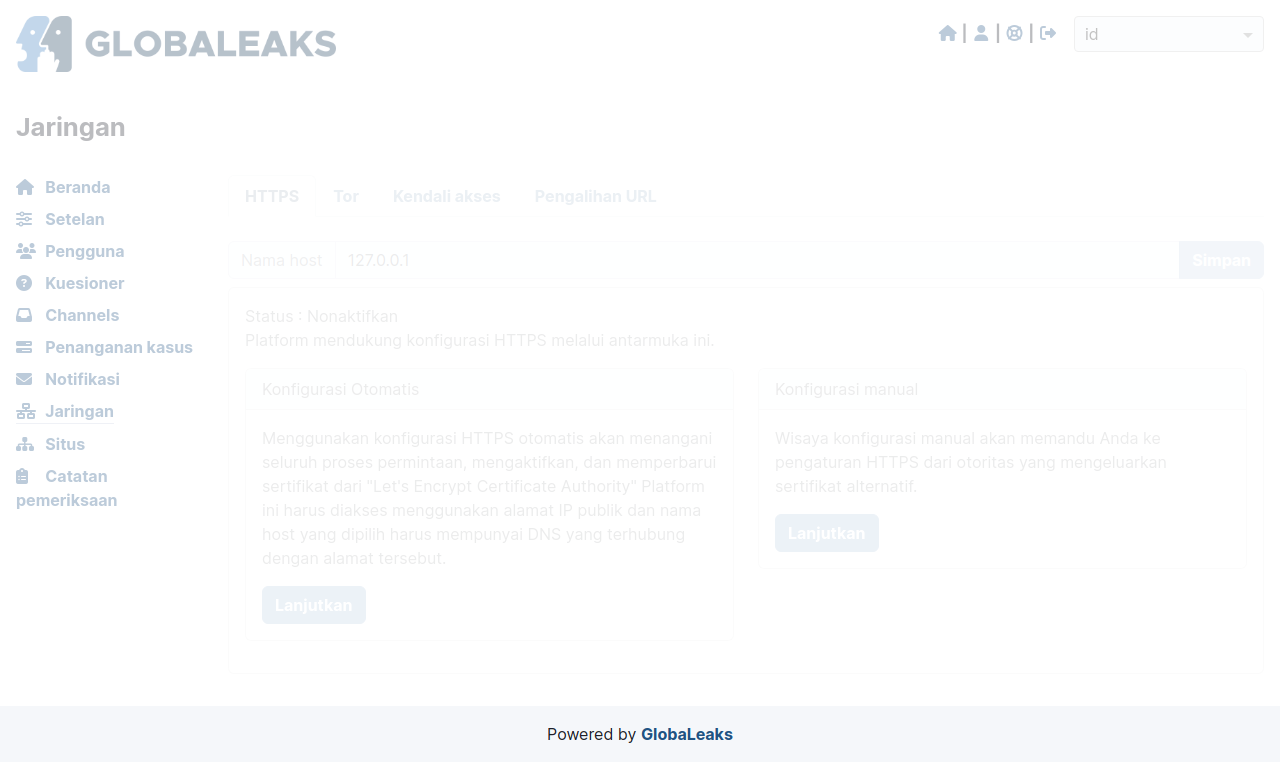 GLOBALEAKS
| | |
id
Jaringan
Beranda
Setelan
Pengguna
Kuesioner
Channels
Penanganan kasus
Notifikasi
Jaringan
Situs
Catatan
pemeriksaan
HTTPS Tor Kendali akses Pengalihan URL
Nama host 127.0.0.1 Simpan
Status : Nonaktifkan
Platform mendukung konfigurasi HTTPS melalui antarmuka ini.
Konfigurasi Otomatis
Menggunakan konfigurasi HTTPS otomatis akan menangani
seluruh proses permintaan, mengaktifkan, dan memperbarui
sertifikat dari "Let's Encrypt Certificate Authority" Platform
ini harus diakses menggunakan alamat IP publik dan nama
host yang dipilih harus mempunyai DNS yang terhubung
dengan alamat tersebut.
Lanjutkan
Konfigurasi manual
Wisaya konfigurasi manual akan memandu Anda ke
pengaturan HTTPS dari otoritas yang mengeluarkan
sertifikat alternatif.
Lanjutkan
Powered by GlobaLeaks